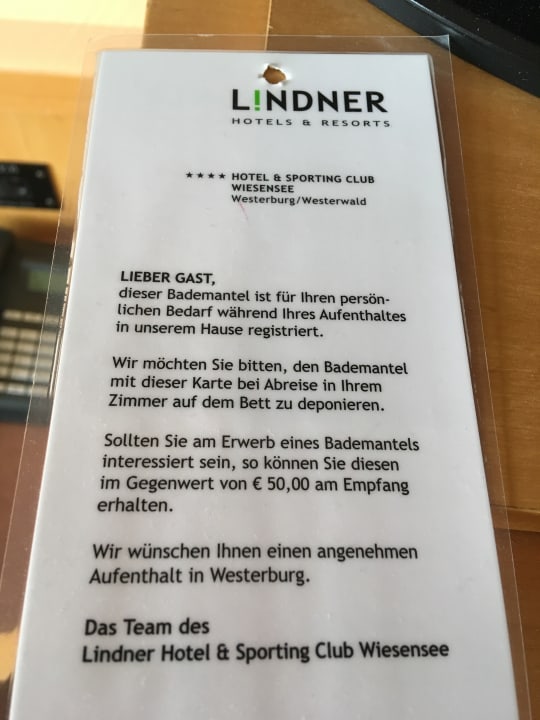 L!NDNER
HOTELS & RESORTS
★★★★ HOTEL & SPORTING CLUB
WIESENSEE
Westerburg/Westerwald
LIEBER GAST,
dieser Bademantel ist für Ihren persön-
lichen Bedarf während Ihres Aufenthaltes
in unserem Hause registriert.
Wir möchten Sie bitten, den Bademantel
mit dieser Karte bei Abreise in Ihrem
Zimmer auf dem Bett zu deponieren.
Sollten Sie am Erwerb eines Bademantels
interessiert sein, so können Sie diesen
im Gegenwert von € 50,00 am Empfang
erhalten.
Wir wünschen Ihnen einen angenehmen
Aufenthalt in Westerburg.
Das Team des
Lindner Hotel & Sporting Club Wiesensee